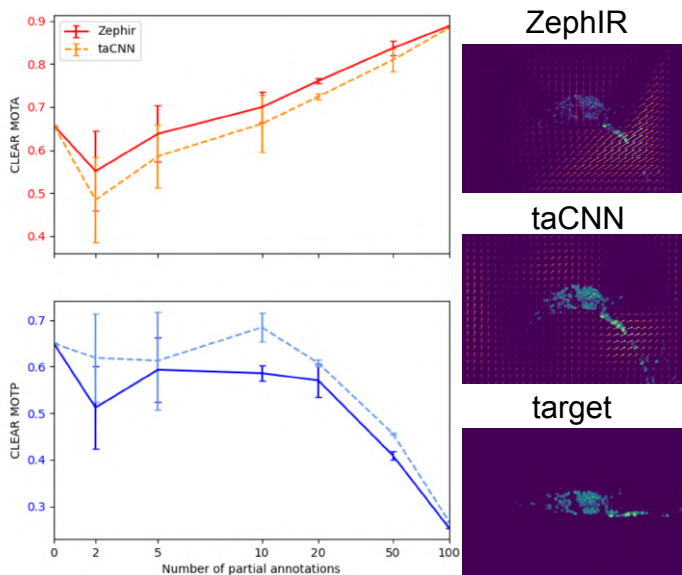 ZephIR
0.9
0.8
0.7
0.6
0.5
0.4
CLEAR MOTA
Zephir
taCNN
taCNN
0.7
0.6
0.5
0.4
0.3
CLEAR MOTP
target
0 2 5 10 20 50 100
Number of partial annotations